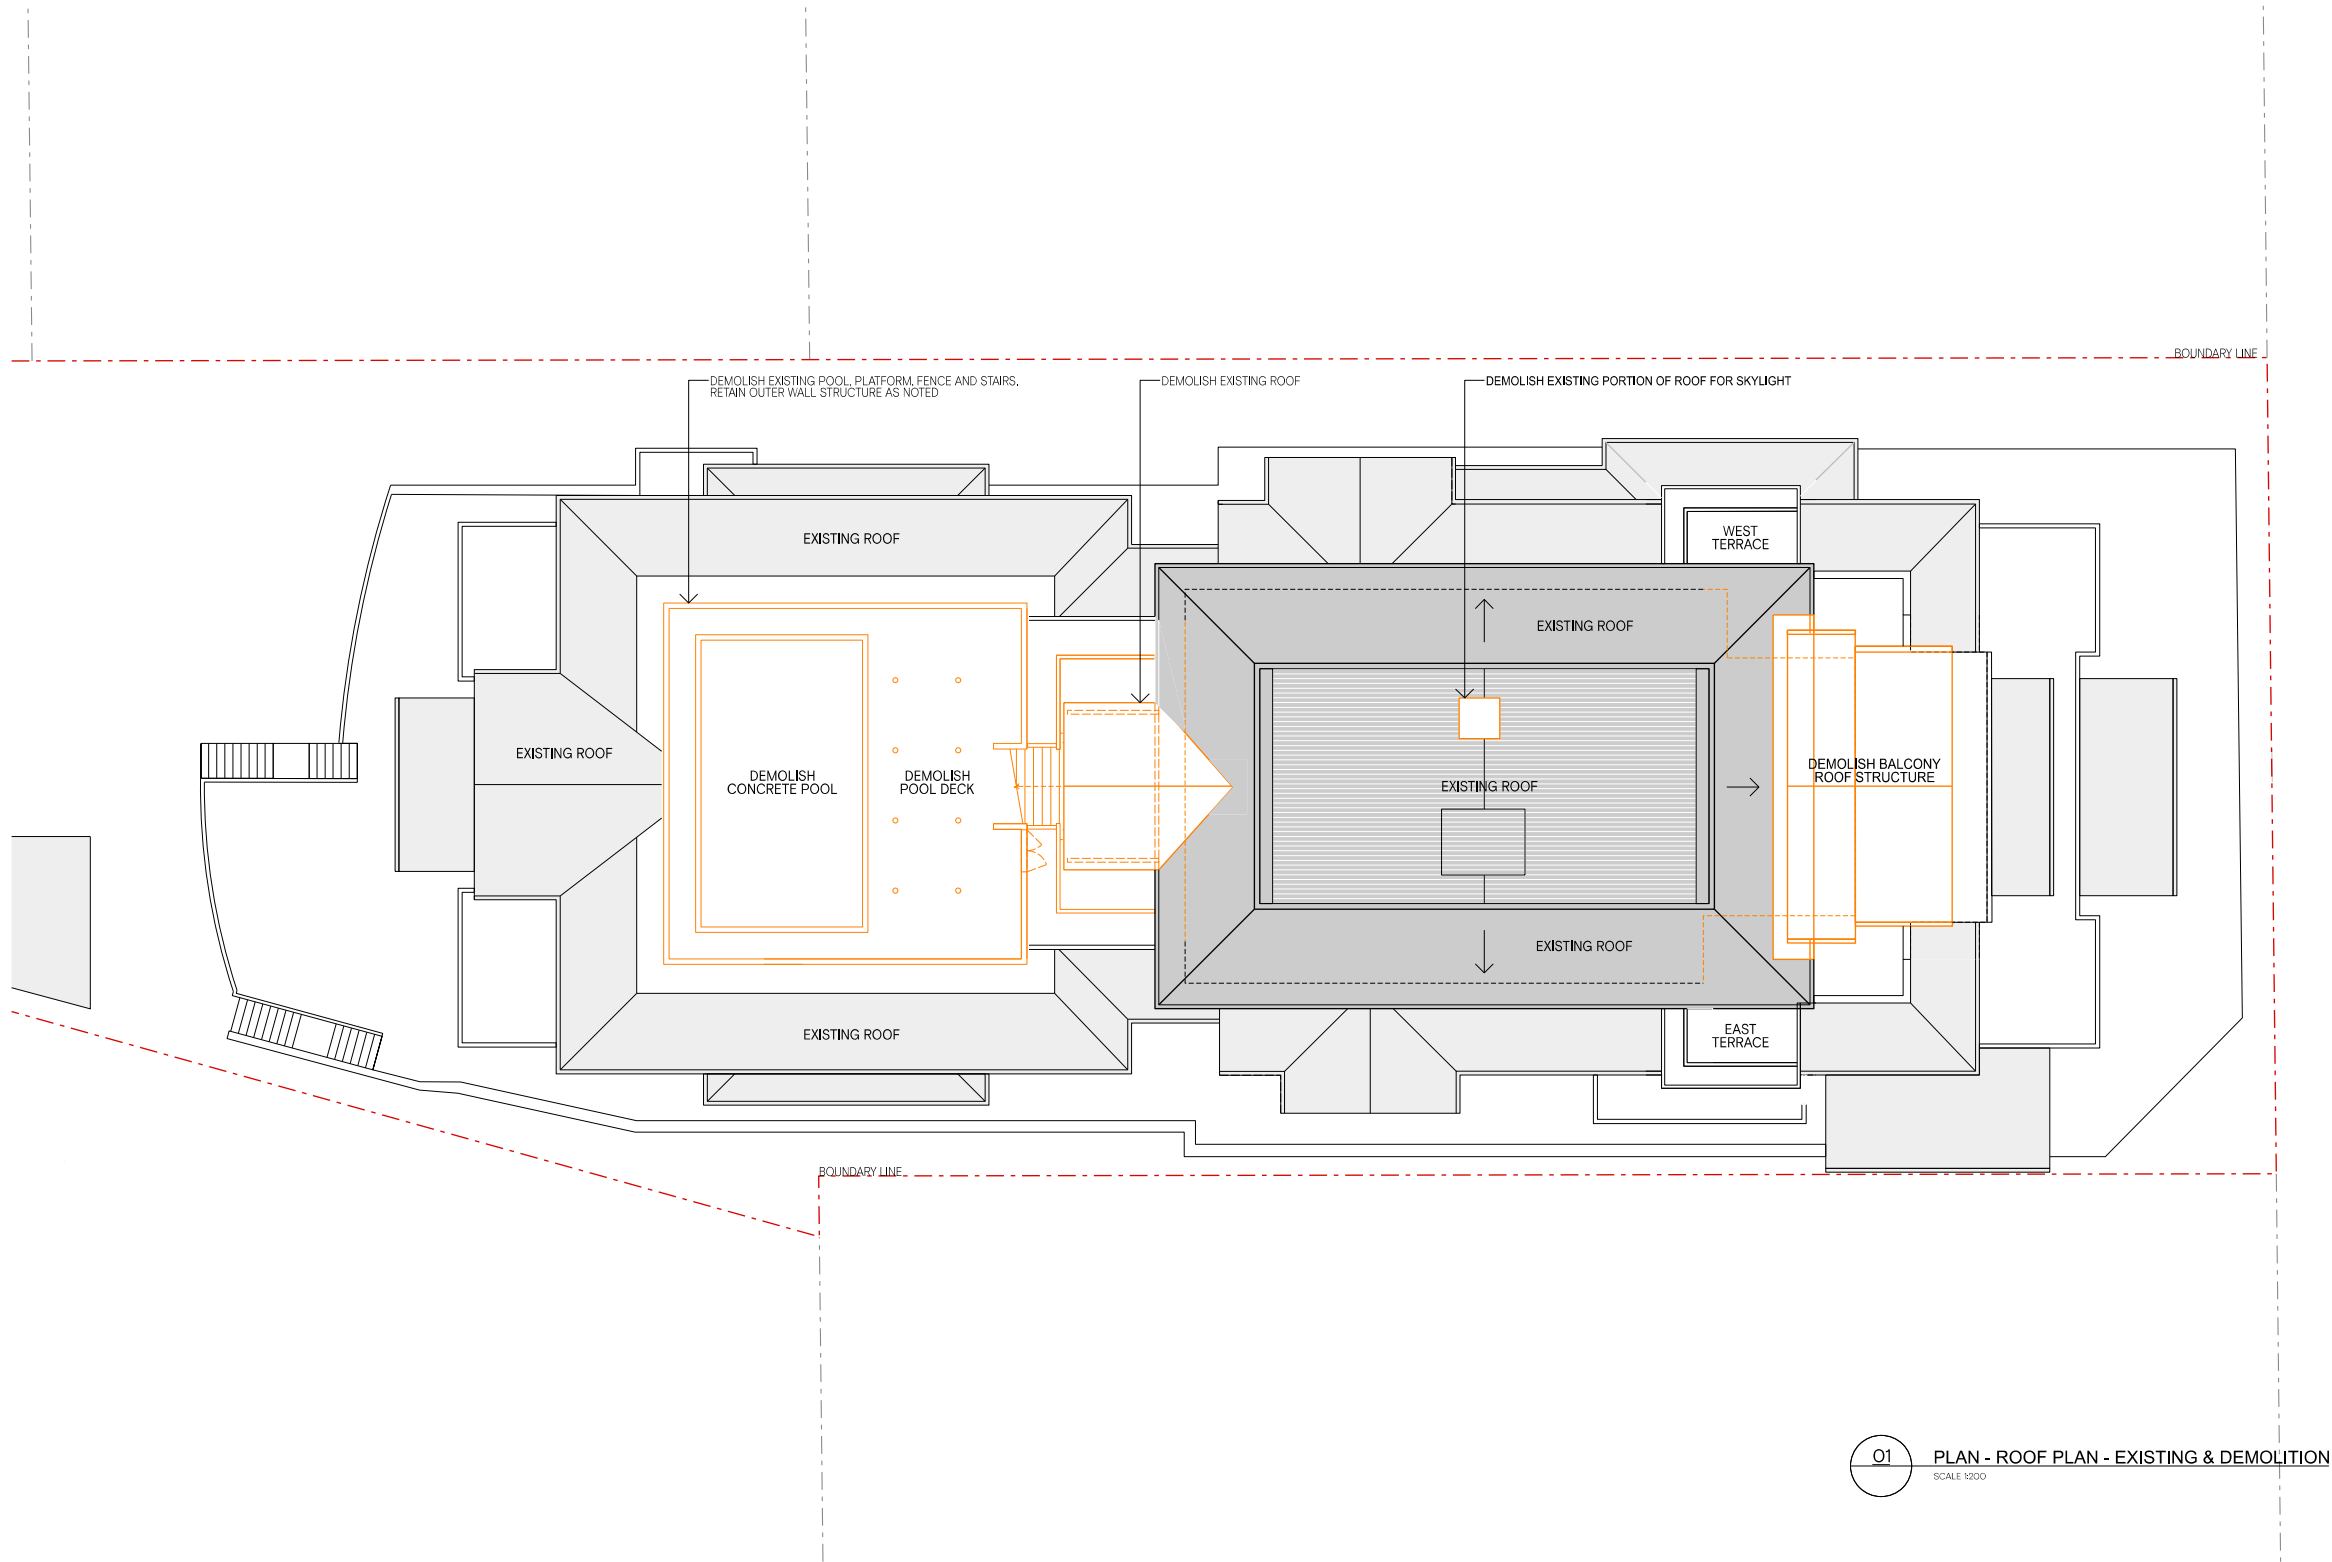 BOUNDARY LINE
DEMOLISH EXISTING POOL, PLATFORM, FENCE AND STAIRS,
RETAIN OUTER WALL STRUCTURE AS NOTED
DEMOLISH EXISTING ROOF
DEMOLISH EXISTING PORTION OF ROOF FOR SKYLIGHT
EXISTING ROOF
WEST
TERRACE
EXISTING ROOF
EXISTING ROOF
DEMOLISH
CONCRETE POOL
DEMOLISH
POOL DECK
EXISTING ROOF
DEMOLISH BALCONY
ROOF STRUCTURE
EXISTING ROOF
EXISTING ROOF
EAST
TERRACE
BOUNDARY LINE
01
PLAN - ROOF PLAN - EXISTING & DEMOLITION
SCALE 1:200